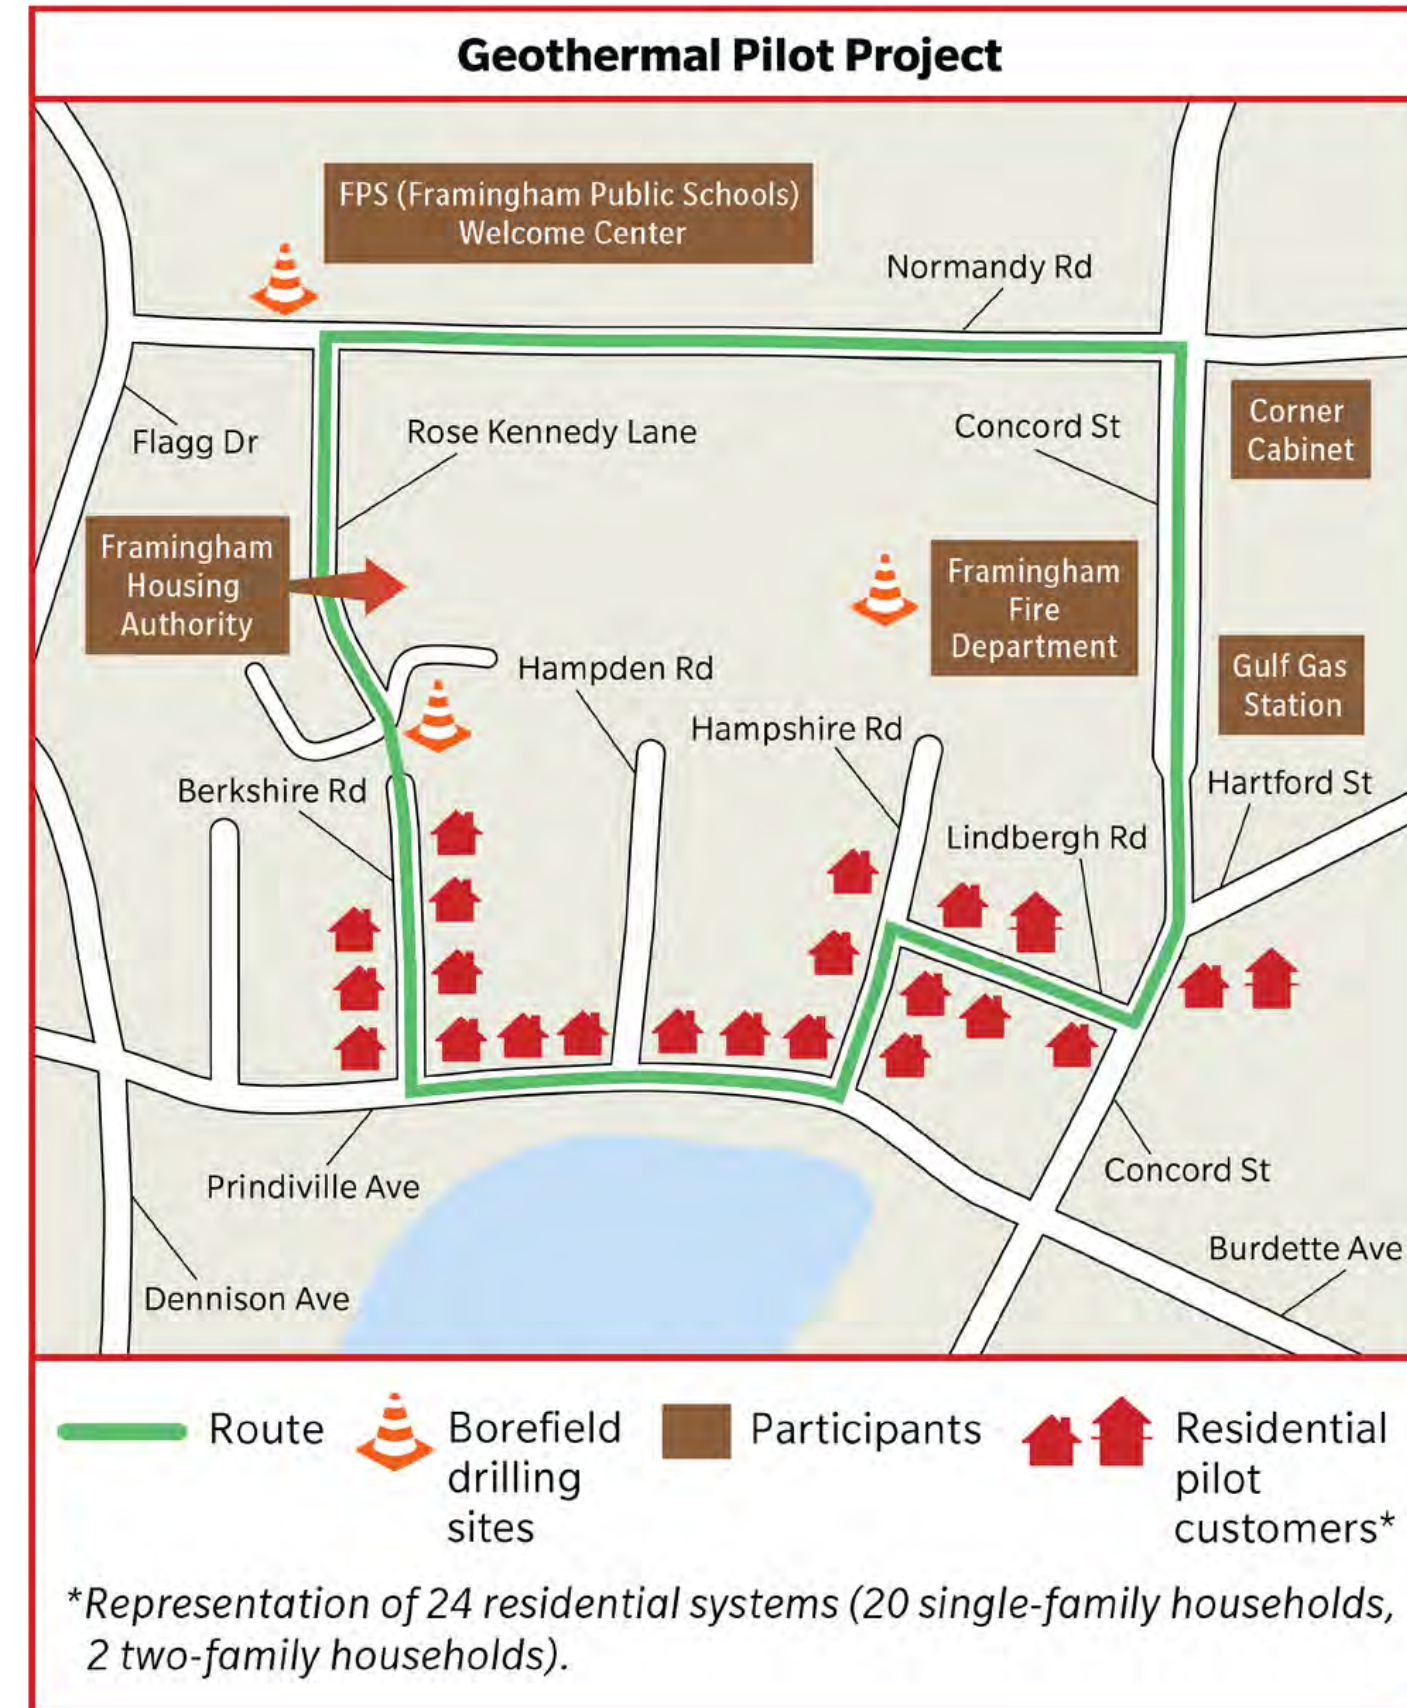 Geothermal Pilot Project
FPS (Framingham Public Schools)
Welcome Center
Normandy Rd
Flagg Dr
Rose Kennedy Lane
Concord St
Corner
Cabinet
Framingham
Housing
Authority
Framingham
Fire
Department
Gulf Gas
Station
Hampden Rd
Hampshire Rd
Berkshire Rd
Hartford St
Lindbergh Rd
Prindiville Ave
Concord St
Dennison Ave
Burdette Ave
Route
Borefield
drilling
sites
Participants
Residential
pilot
customers*
*Representation of 24 residential systems (20 single-family households,
2 two-family households).